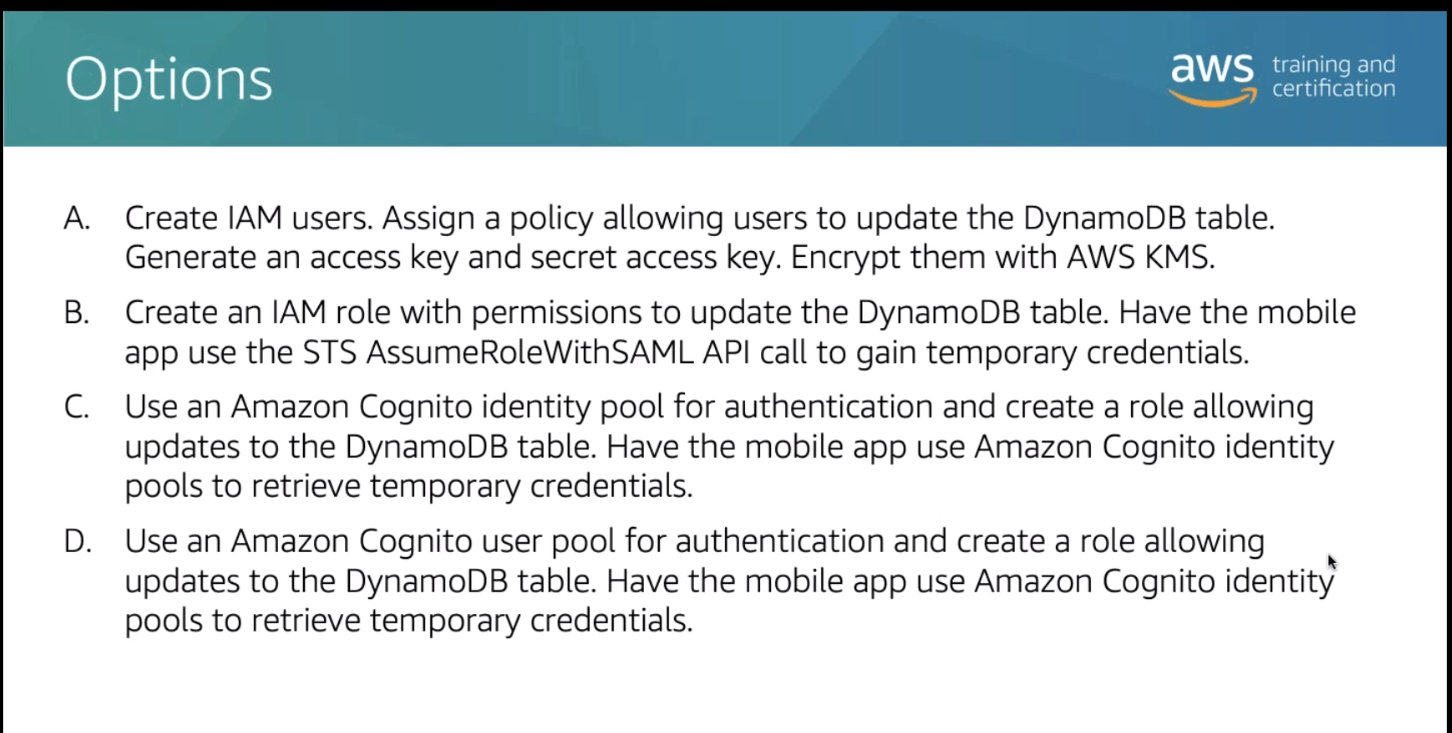 Options
aws training and
certification
A. Create IAM users. Assign a policy allowing users to update the DynamoDB table.
Generate an access key and secret access key. Encrypt them with AWS KMS.
B. Create an IAM role with permissions to update the DynamoDB table. Have the mobile
app use the STS AssumeRoleWithSAML API call to gain temporary credentials.
C. Use an Amazon Cognito identity pool for authentication and create a role allowing
updates to the DynamoDB table. Have the mobile app use Amazon Cognito identity
pools to retrieve temporary credentials.
D. Use an Amazon Cognito user pool for authentication and create a role allowing
updates to the DynamoDB table. Have the mobile app use Amazon Cognito identity
pools to retrieve temporary credentials.